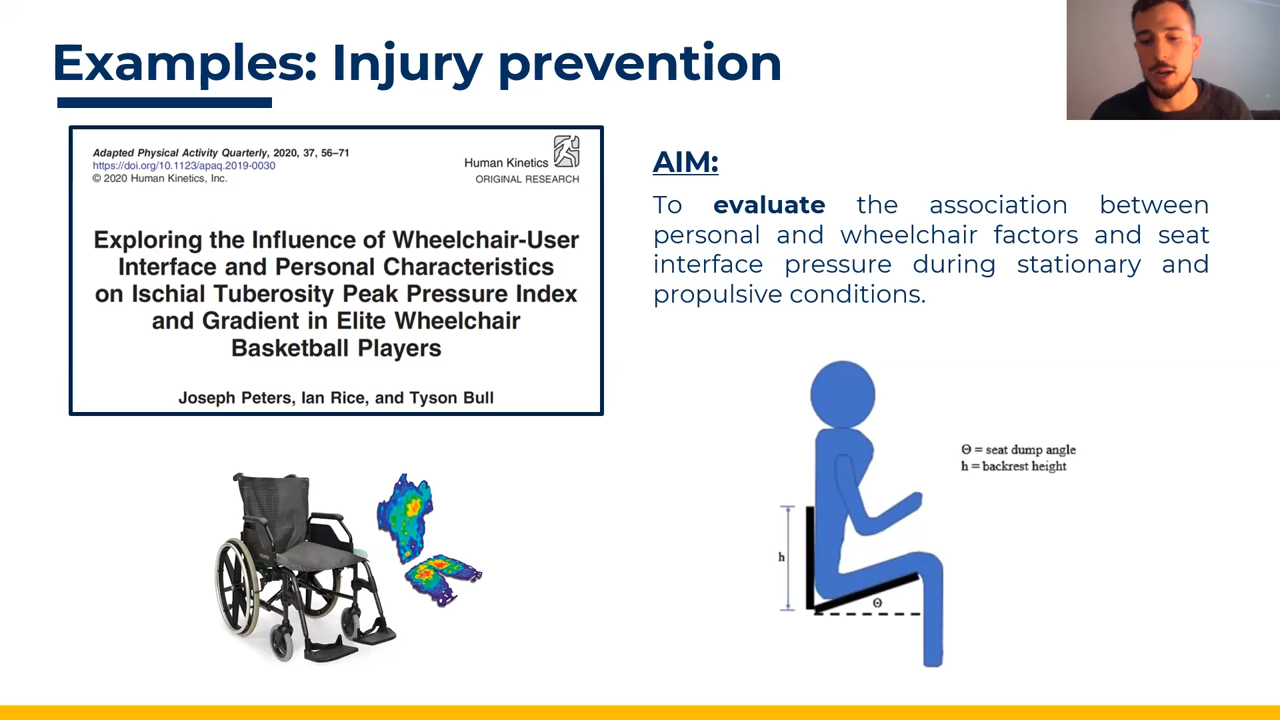 Examples: Injury prevention
Adapted Physical Activity Quarterly, 2020, 37, 56–71
https://doi.org/10.1123/apaq.2019-0030
© 2020 Human Kinetics, Inc.
Human Kinetics
ORIGINAL RESEARCH
Exploring the Influence of Wheelchair-User
Interface and Personal Characteristics
on Ischial Tuberosity Peak Pressure Index
and Gradient in Elite Wheelchair
Basketball Players
Joseph Peters, Ian Rice, and Tyson Bull
AIM:
To evaluate the association between
personal and wheelchair factors and seat
interface pressure during stationary and
propulsive conditions.
Θ = seat dump angle
h = backrest height
h
Θ